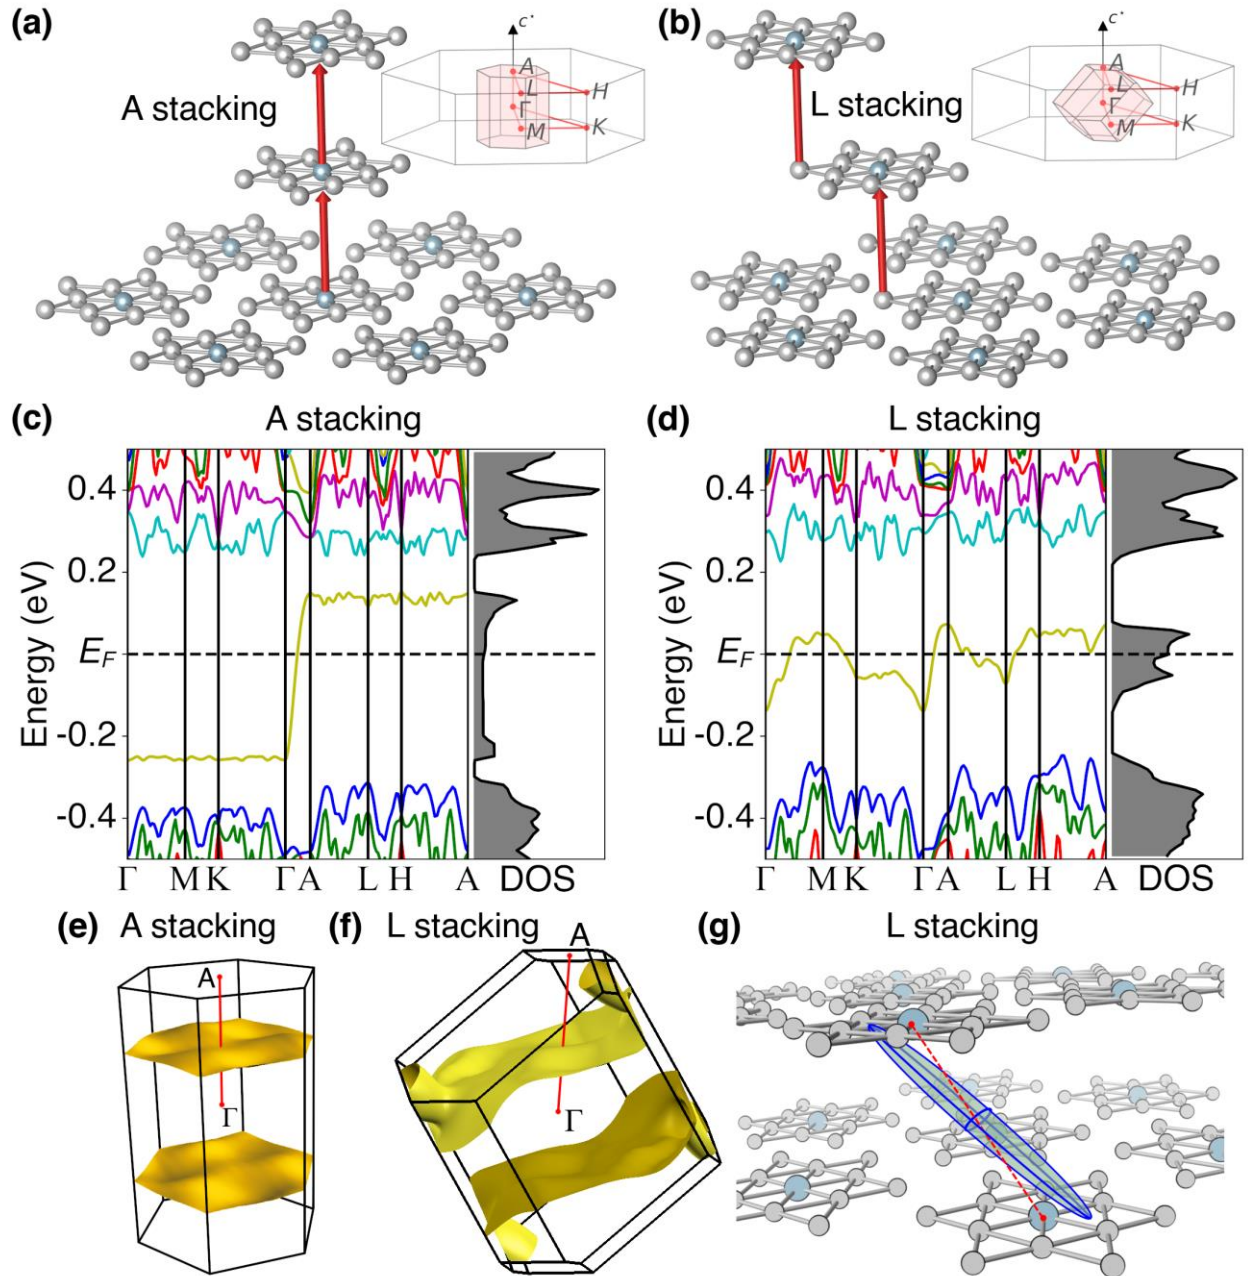 (a)
A stacking
c*
A
L
H
Γ
M
K
(b)
L stacking
c*
A
L
H
Γ
M
K
(c)
A stacking
Energy (eV)
0.4
0.2
E_F
-0.2
-0.4
Γ M K Γ A L H A DOS
(d)
L stacking
Energy (eV)
0.4
0.2
E_F
-0.2
-0.4
Γ M K Γ A L H A DOS
(e) A stacking
A
Γ
(f) L stacking
A
Γ
(g) L stacking